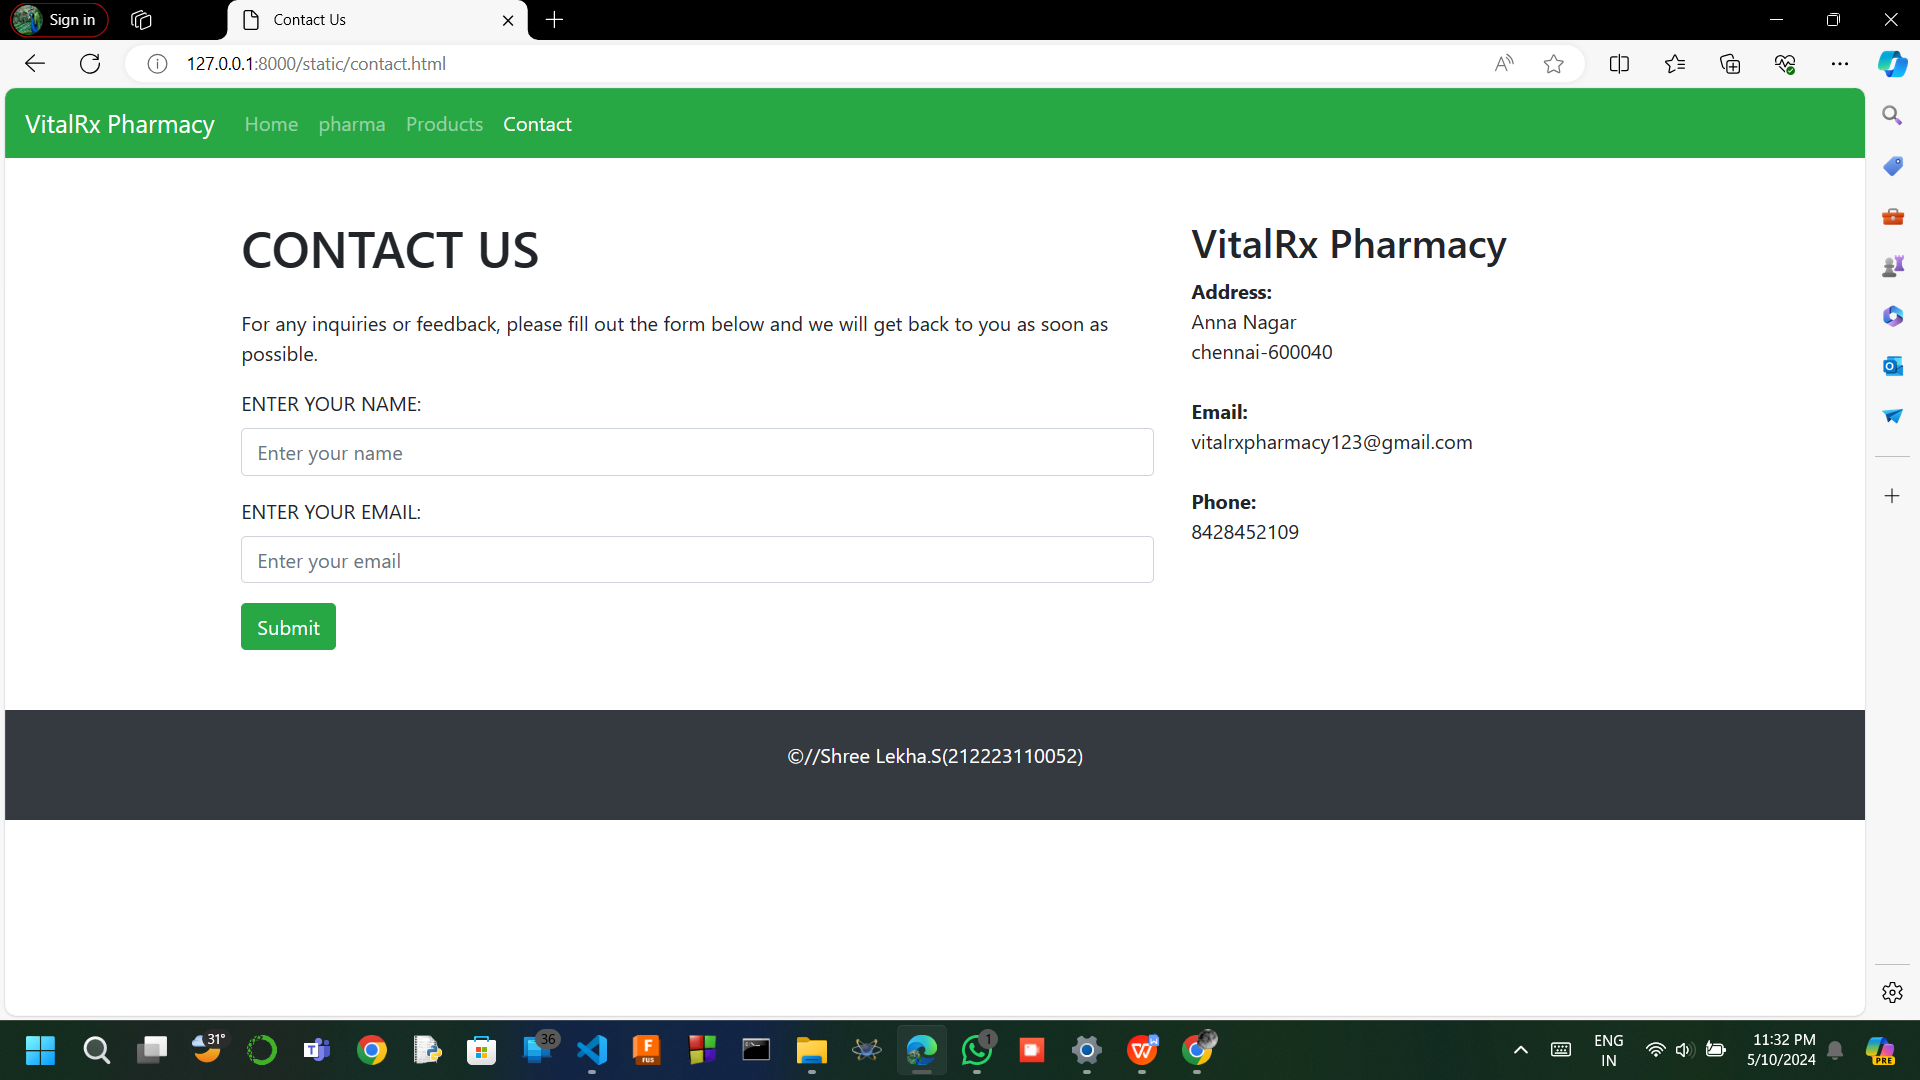 Sign in
Contact Us
127.0.0.1:8000/static/contact.html
VitalRx Pharmacy Home pharma Products Contact
CONTACT US
For any inquiries or feedback, please fill out the form below and we will get back to you as soon as
possible.
ENTER YOUR NAME:
Enter your name
ENTER YOUR EMAIL:
Enter your email
Submit
VitalRx Pharmacy
Address:
Anna Nagar
chennai-600040
Email:
vitalrxpharmacy123@gmail.com
Phone:
8428452109
©//Shree Lekha.S(212223110052)
31°
36
F
FUS
1
W
ENG
IN
11:32 PM
5/10/2024
PRE